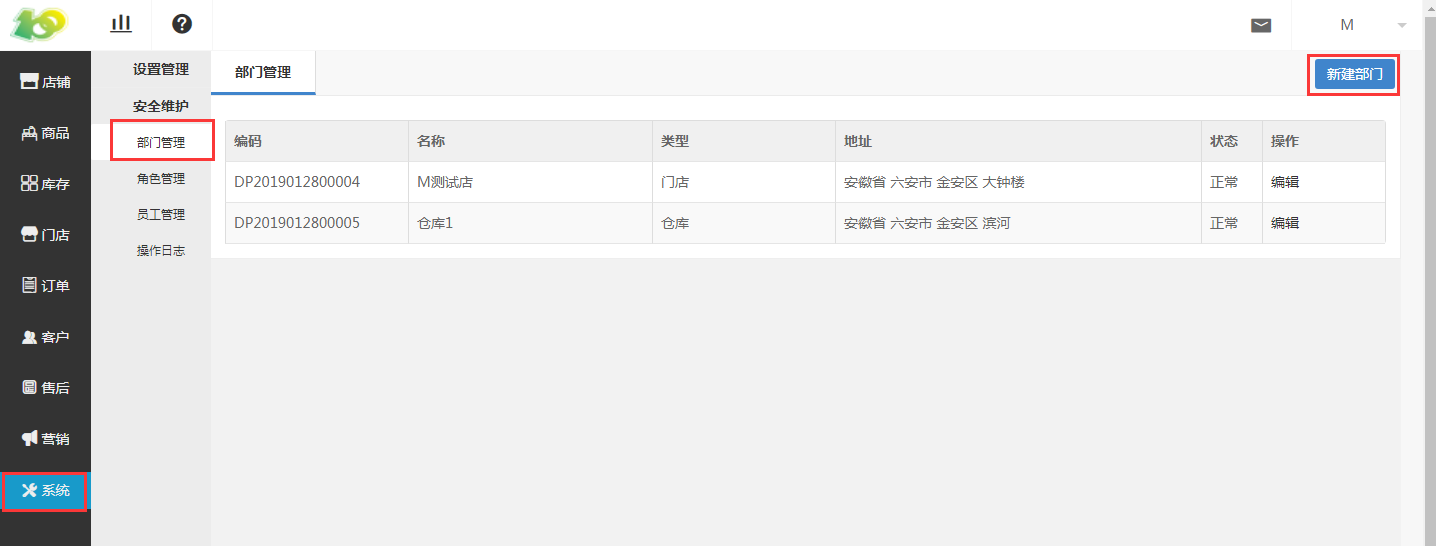 M
店铺
商品
库存
门店
订单
客户
售后
营销
系统
设置管理
安全维护
部门管理
角色管理
员工管理
操作日志
部门管理
新建部门
编码 名称 类型 地址 状态 操作
DP2019012800004 M测试店 门店 安徽省 六安市 金安区 大钟楼 正常 编辑
DP2019012800005 仓库1 仓库 安徽省 六安市 金安区 滨河 正常 编辑